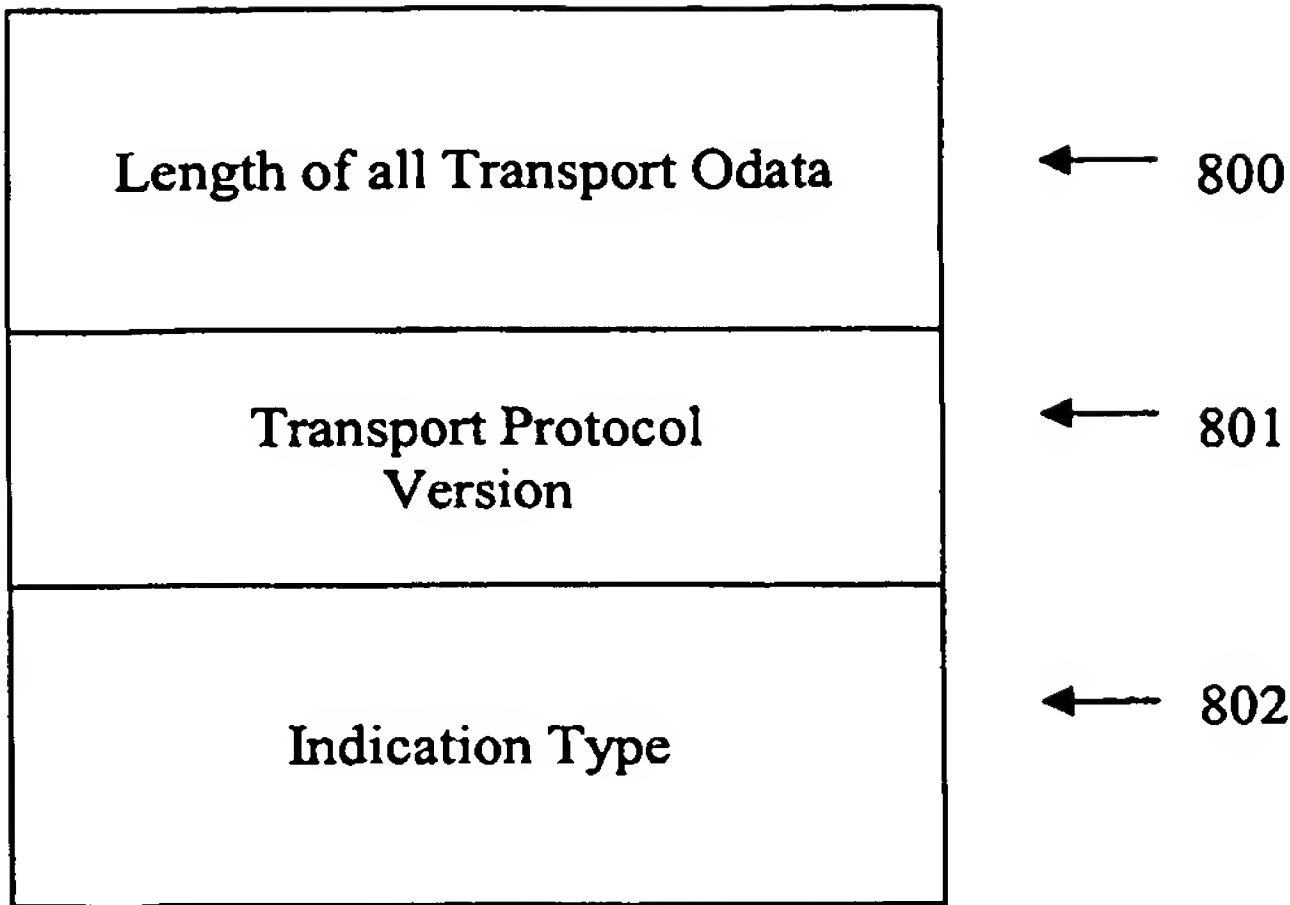 Length of all Transport Odata
800
Transport Protocol
Version
801
Indication Type
802